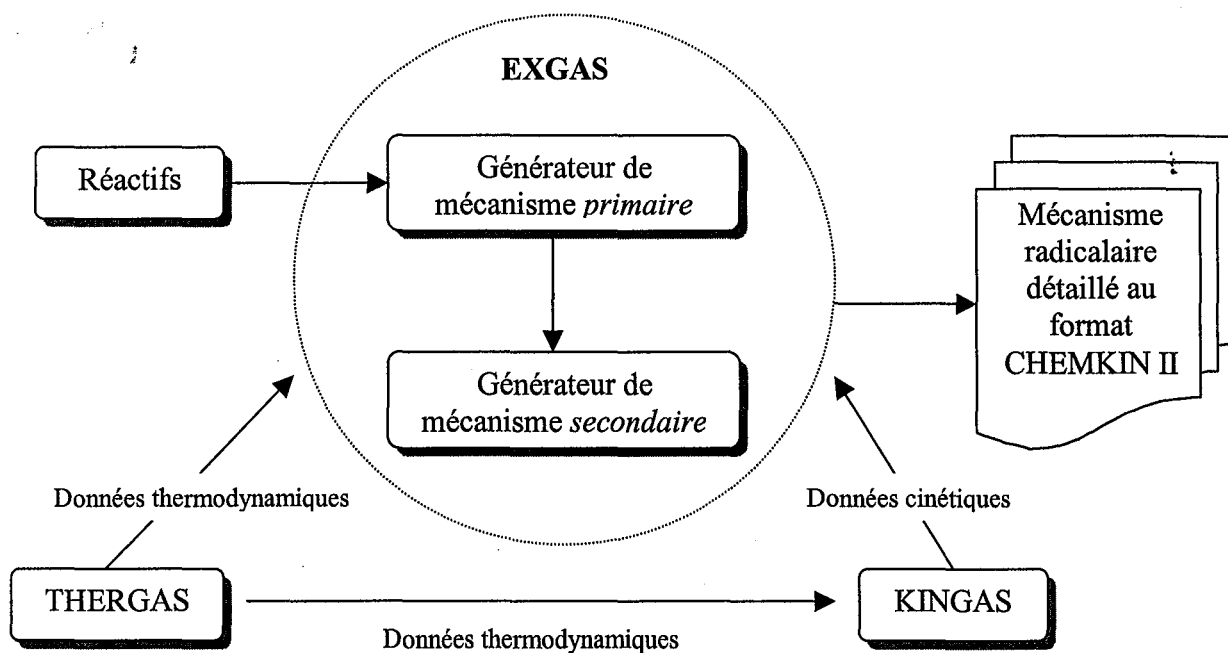 EXGAS
Réactifs
Générateur de
mécanisme primaire
Générateur de
mécanisme secondaire
Mécanisme
radicalaire
détaillé au
format
CHEMKIN II
Données thermodynamiques
Données cinétiques
THERGAS
KINGAS
Données thermodynamiques